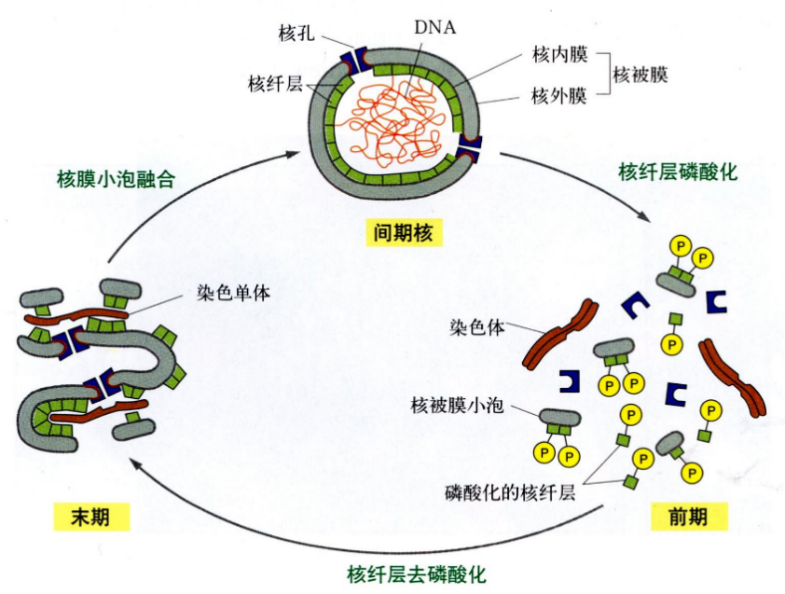 DNA
核孔
核内膜
核纤层
核被膜
核外膜
核膜小泡融合
核纤层磷酸化
间期核
P
P
染色单体
染色体
P
P
P
核被膜小泡
P
P
P
P
P
P
磷酸化的核纤层
末期
前期
核纤层去磷酸化